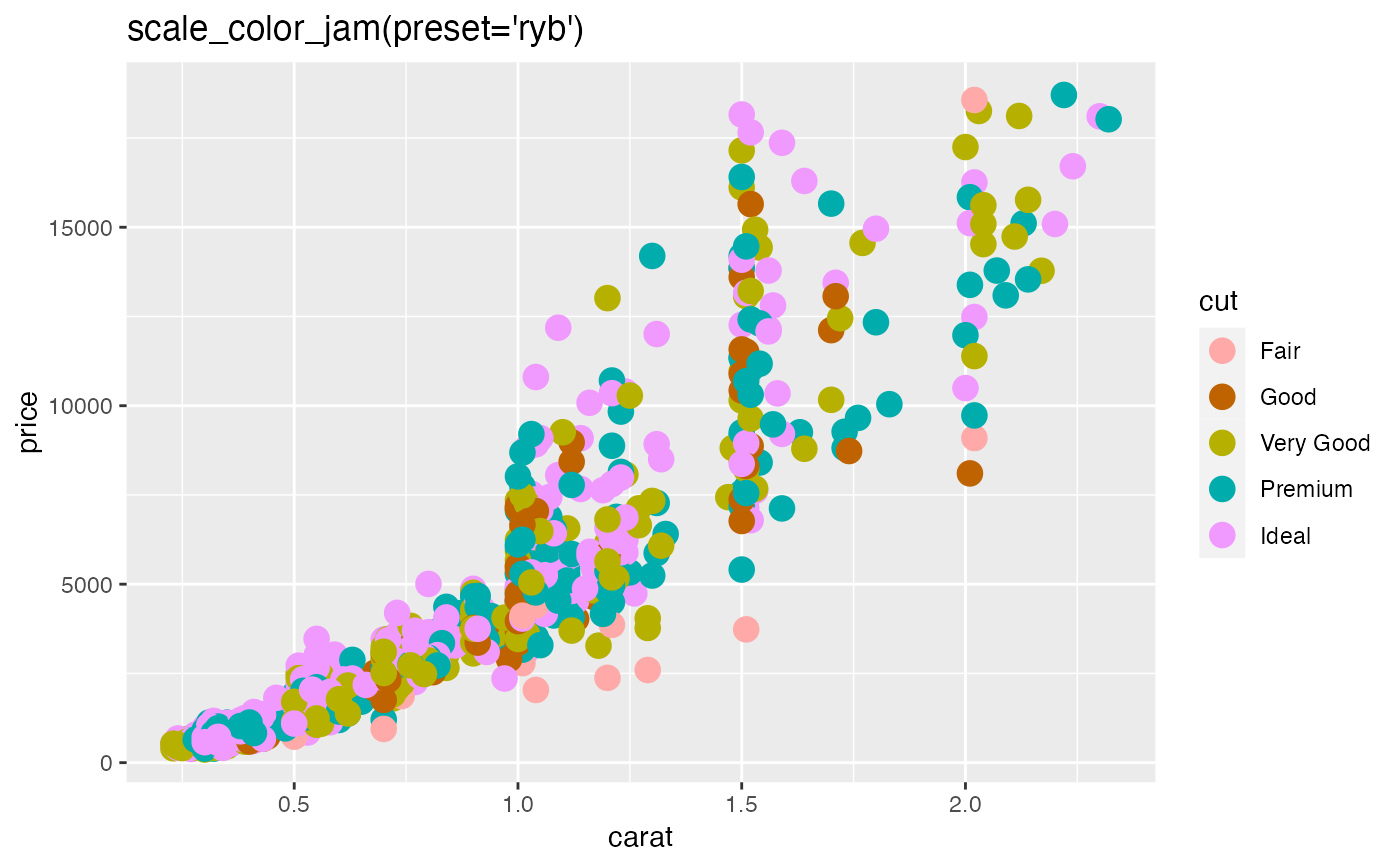 scale_color_jam(preset='ryb')
15000
10000
5000
0
price
0.5
1.0
1.5
2.0
carat
cut
Fair
Good
Very Good
Premium
Ideal